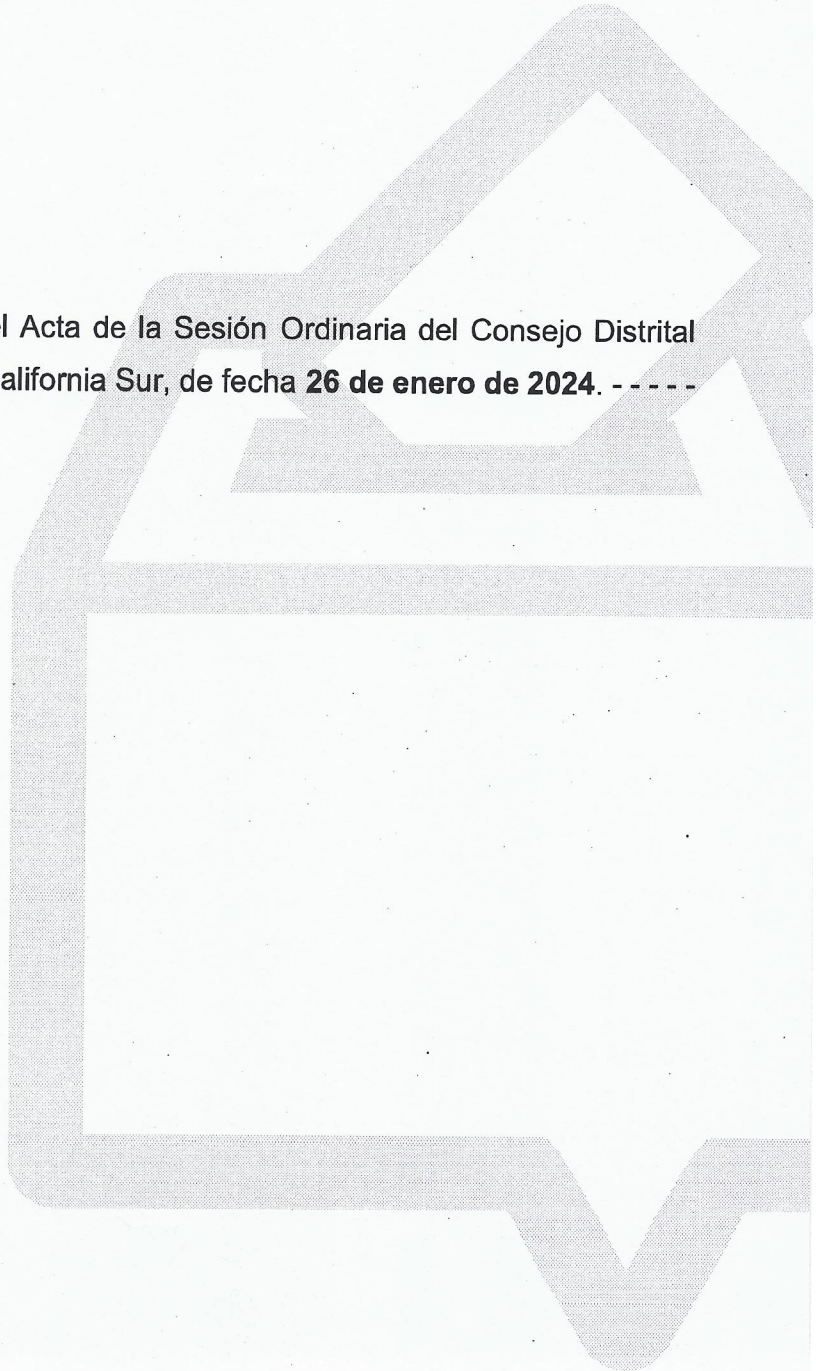 l Acta de la Sesión Ordinaria del Consejo Distrital
alifornia Sur, de fecha 26 de enero de 2024. - - - - -